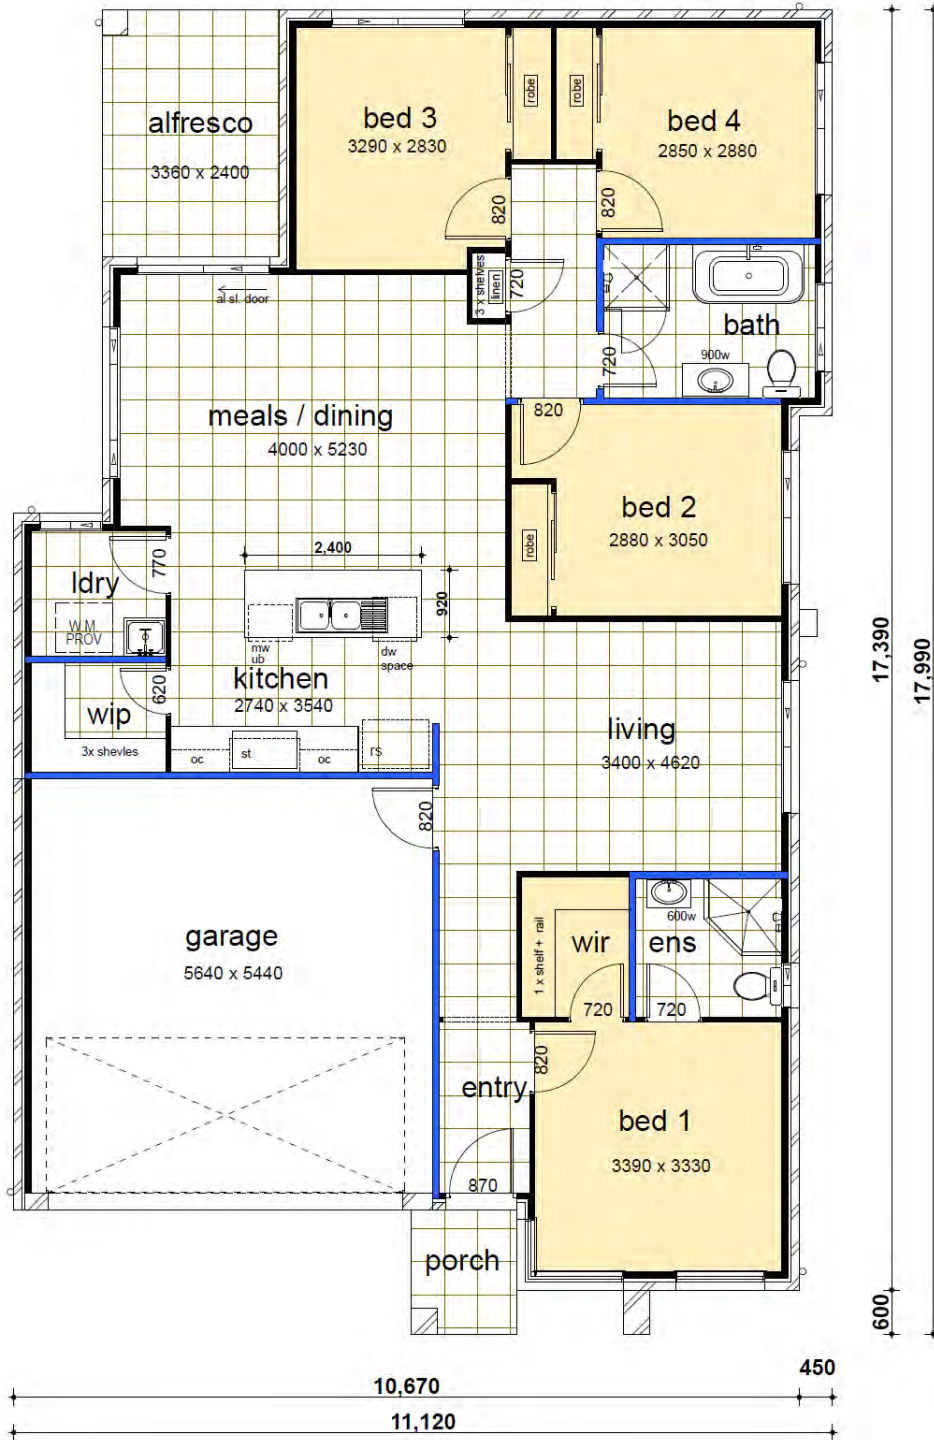 bed 3
3290 x 2830
robe
robe
bed 4
2850 x 2880
alfresco
3360 x 2400
820
820
3 x shelves
linen
720
al sl. door
bath
900w
720
820
meals / dining
4000 x 5230
bed 2
2880 x 3050
robe
2,400
920
770
ldry
W.M
PROV
mw
ub
dw
space
kitchen
2740 x 3540
620
wip
3x shevles
oc
st
oc
rs
living
3400 x 4620
820
garage
5640 x 5440
1 x shelf + rail
wir
720
600w
ens
720
820
entry
870
bed 1
3390 x 3330
porch
17,390
17,990
600
450
10,670
11,120